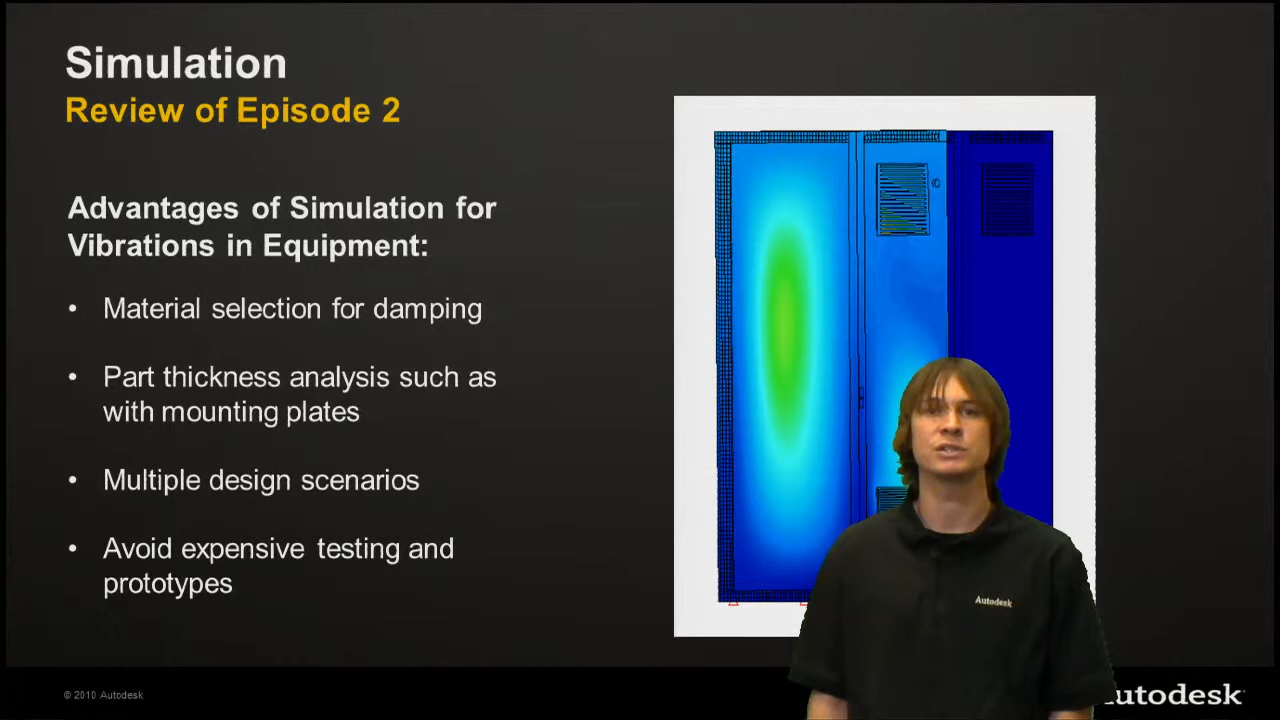 Simulation
Review of Episode 2
Advantages of Simulation for
Vibrations in Equipment:
• Material selection for damping
• Part thickness analysis such as
with mounting plates
• Multiple design scenarios
• Avoid expensive testing and
prototypes
Autodesk
© 2010 Autodesk
utodesk